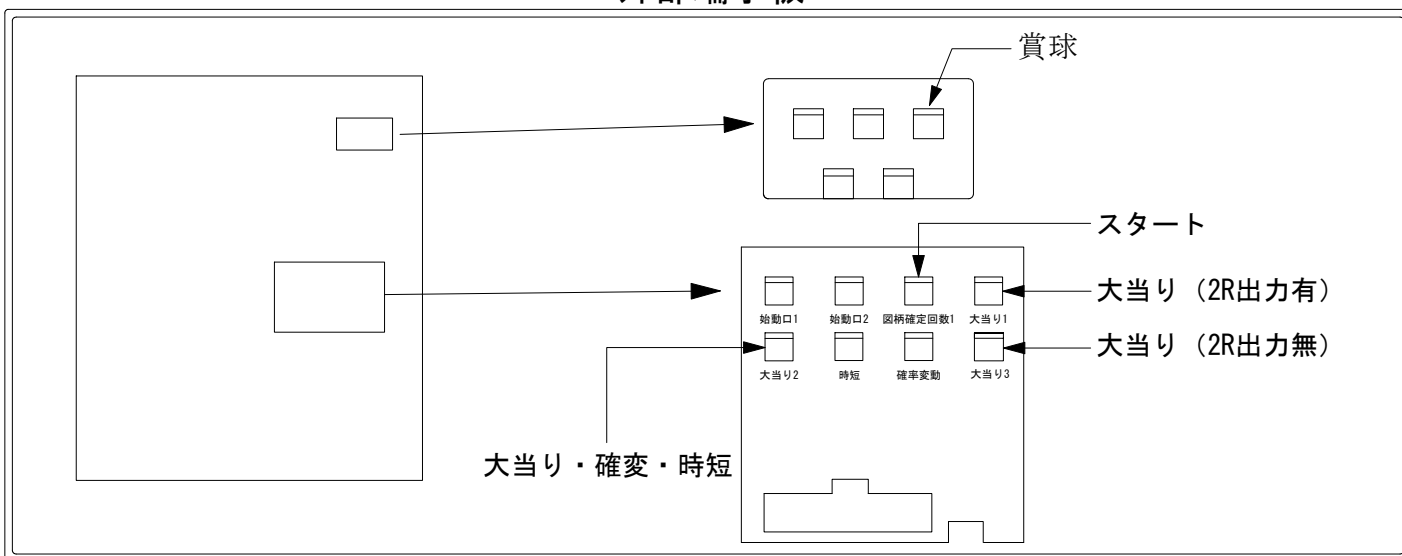 賞球
スタート
大当り（2R出力有）
始動口1 始動口2 図柄確定回数1 大当り1
大当り（2R出力無）
大当り2 時短 確率変動 大当り3
大当り・確変・時短